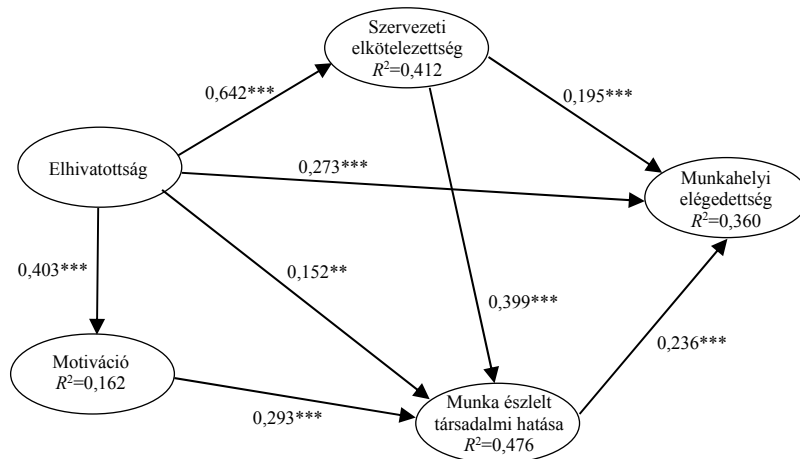 Szervezeti
elkötelezettség
R²=0,412
0,642***
0,195***
Elhivatottság
0,273***
Munkahelyi
elégedettség
R²=0,360
0,403***
0,152**
0,399***
0,236***
Motiváció
R²=0,162
0,293***
Munka észlelt
társadalmi hatása
R²=0,476